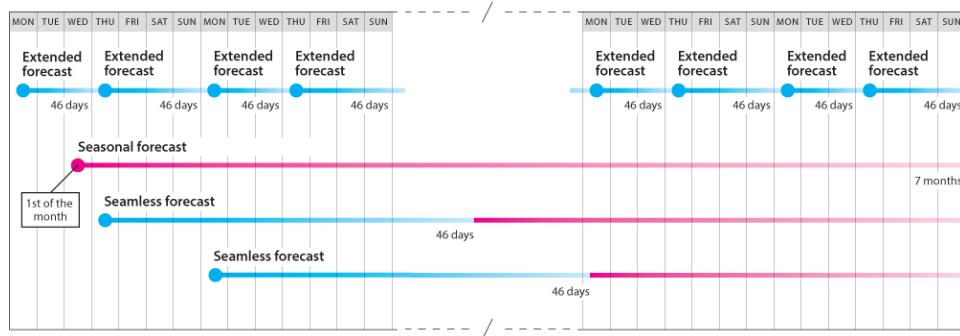 MON TUE WED THU FRI SAT SUN MON TUE WED THU FRI SAT SUN MON TUE WED THU FRI SAT SUN MON TUE WED THU FRI SAT SUN
Extended forecast
Extended forecast
Extended forecast
Extended forecast
Extended forecast
Extended forecast
Extended forecast
Extended forecast
46 days 46 days 46 days 46 days 46 days 46 days 46 days 46 days
Seasonal forecast
7 months
1st of the
month
Seamless forecast
46 days
Seamless forecast
46 days